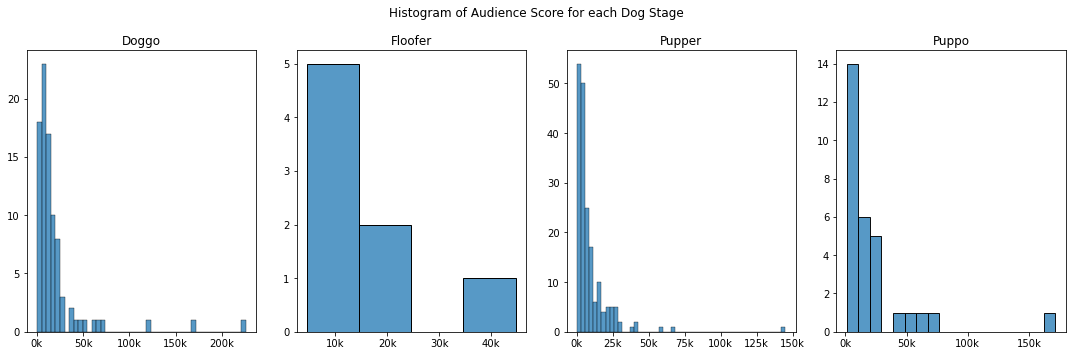 Histogram of Audience Score for each Dog Stage
Doggo
Floofer
Pupper
Puppo
20
15
10
5
0
0k 50k 100k 150k 200k
5
4
3
2
1
0
10k 20k 30k 40k
50
40
30
20
10
0
0k 25k 50k 75k 100k 125k 150k
14
12
10
8
6
4
2
0
0k 50k 100k 150k